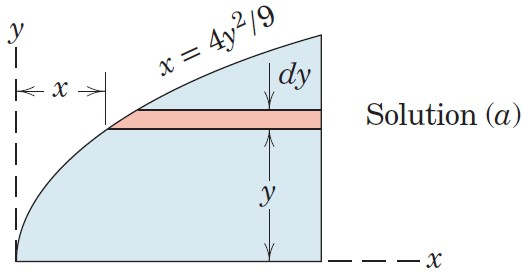 y
x = 4y²/9
x
dy
Solution (a)
y
x